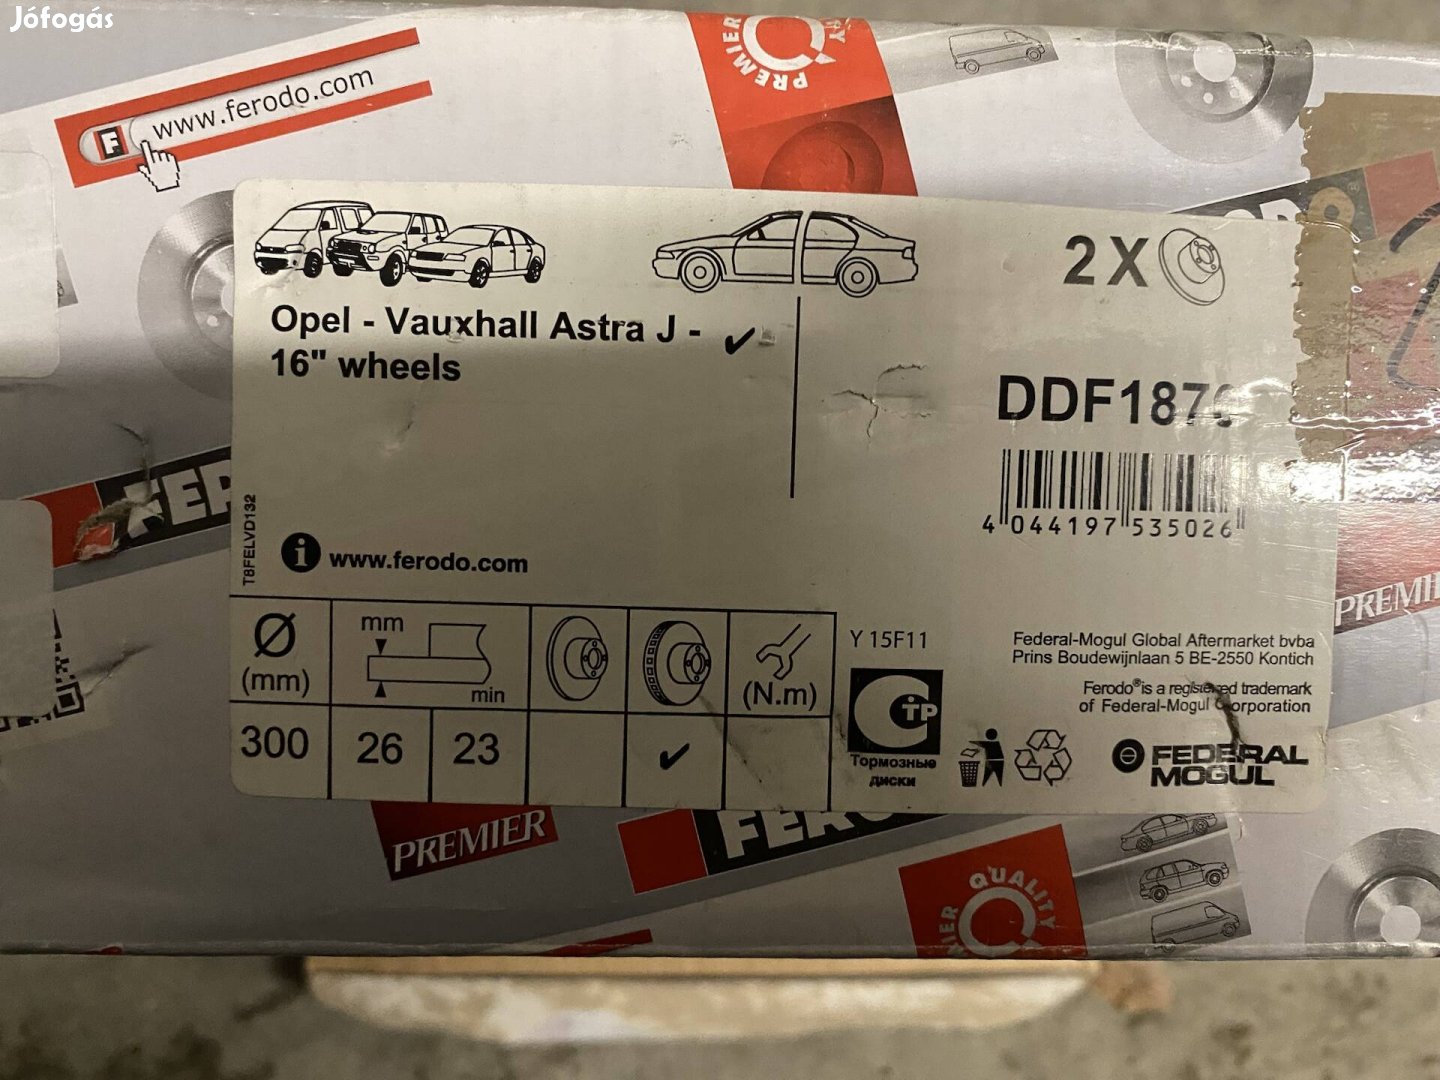 Jófogás
www.ferodo.com
PREMIER QUALITY
Opel - Vauxhall Astra J -
16" wheels
2X
4 044197 535026
T8FELVD132
www.ferodo.com
Ø
(mm)
mm
min
(N.m)
300
26
23
Y 15F11
CTP
Тормозные
диски
Federal-Mogul Global Aftermarket bvba
Prins Boudewijnlaan 5 BE-2550 Kontich
Ferodo® is a registered trademark
of Federal-Mogul Corporation
FEDERAL
MOGUL
PREMIER
QUALITY